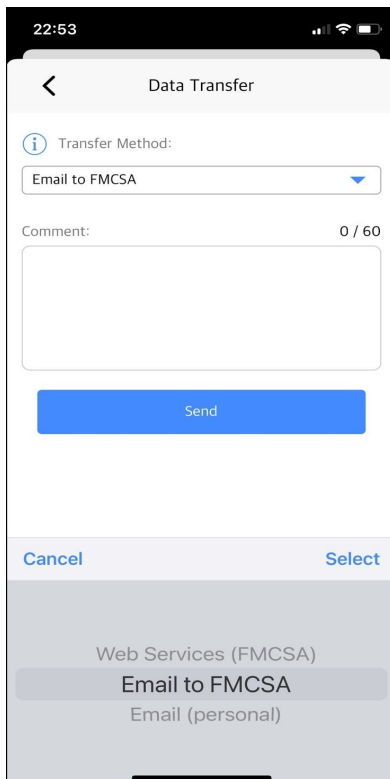 22:53
Data Transfer
i Transfer Method:
Email to FMCSA
Comment: 0 / 60
Send
Cancel Select
Web Services (FMCSA)
Email to FMCSA
Email (personal)